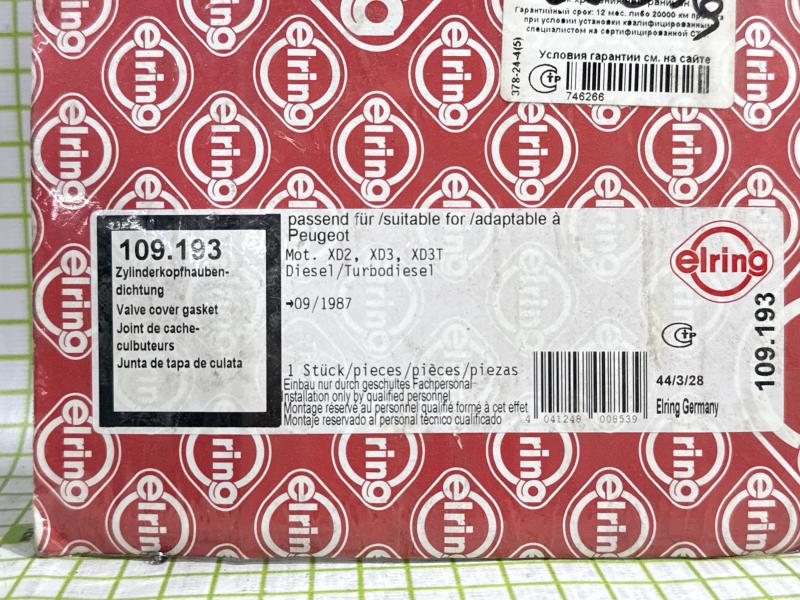 Гарантийный срок: 12 мес. либо 20000 км
при условии установки квалифицированным
специалистом на сертифицированной
Условия гарантии см. на сайте
378-24-4(5)
746266
elring
109.193
Zylinderkopfhauben-
dichtung
Valve cover gasket
Joint de cache-
culbuteurs
Junta de tapa de culata
passend für /suitable for /adaptable à
Peugeot
Mot. XD2, XD3, XD3T
Diesel/Turbodiesel
➔09/1987
1 Stück/pieces/pièces/piezas
Einbau nur durch geschultes Fachpersonal
nstallation only by qualified personnel
Montage réservé au personnel qualifié formé à cet effet
Montaje reservado al personal técnico cualificado
4 041248 008539
elring
109.193
44/3/28
Elring Germany